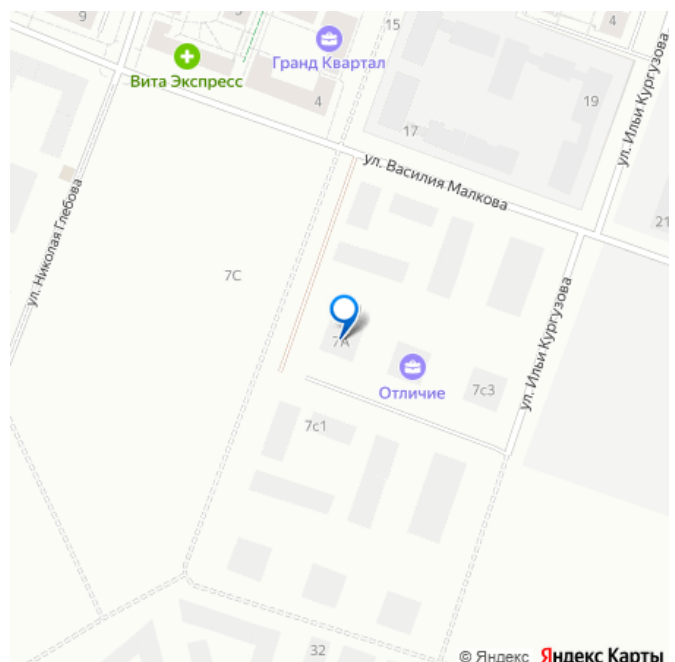 9
4
15
Гранд Квартал
Вита Экспресс
4
19
17
ул. Ильи Кургузова
ул. Василия Малкова
21
ул. Николая Глебова
7С
ул. Ильи Кургузова
7А
Отличие
7с3
7с1
32
© Яндекс Яндекс Карты